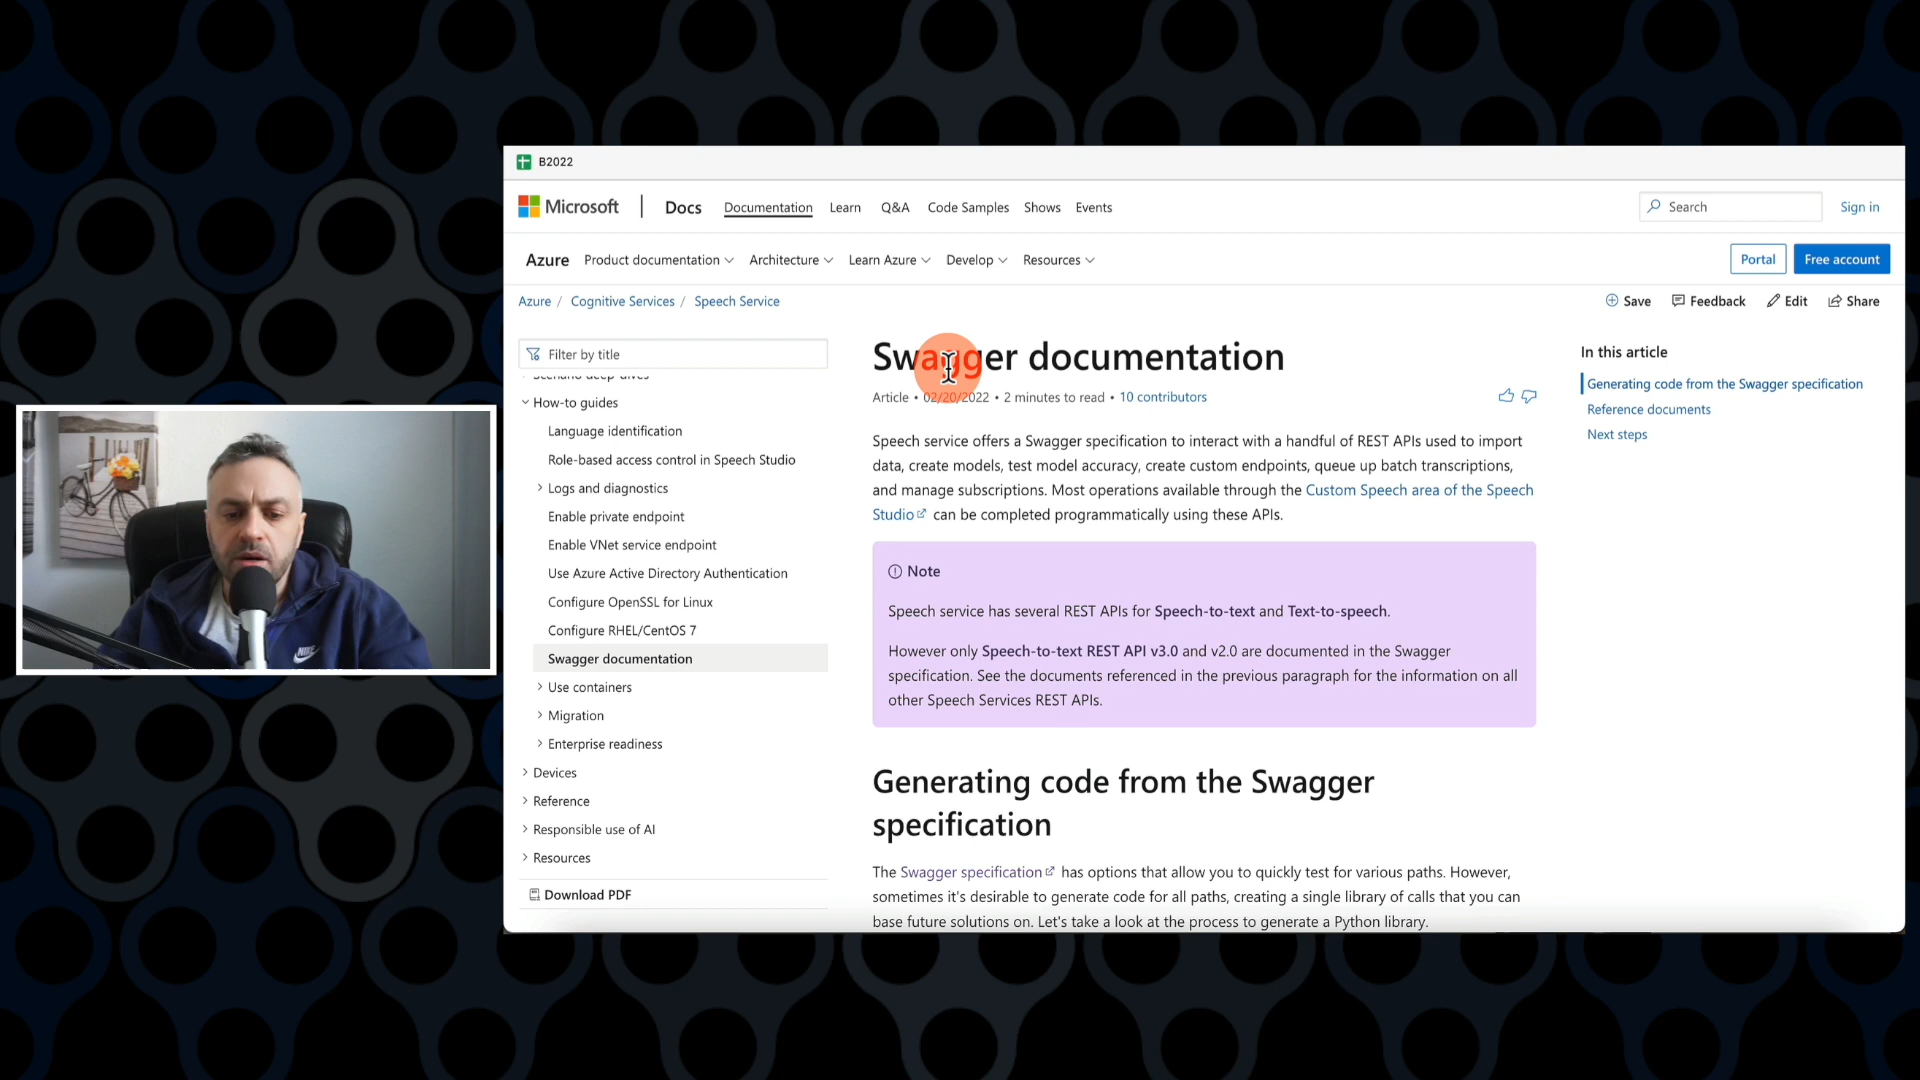 B2022
Microsoft
Docs
Documentation
Learn
Q&A
Code Samples
Shows
Events
Search
Sign in
Azure
Product documentation
Architecture
Learn Azure
Develop
Resources
Portal
Free account
Azure / Cognitive Services / Speech Service
Save
Feedback
Edit
Share
Filter by title
Scenario deep-dives
How-to guides
Language identification
Role-based access control in Speech Studio
Logs and diagnostics
Enable private endpoint
Enable VNet service endpoint
Use Azure Active Directory Authentication
Configure OpenSSL for Linux
Configure RHEL/CentOS 7
Swagger documentation
Use containers
Migration
Enterprise readiness
Devices
Reference
Responsible use of AI
Resources
Download PDF
Swagger documentation
Article • 02/20/2022 • 2 minutes to read • 10 contributors
Speech service offers a Swagger specification to interact with a handful of REST APIs used to import
data, create models, test model accuracy, create custom endpoints, queue up batch transcriptions,
and manage subscriptions. Most operations available through the Custom Speech area of the Speech
Studio can be completed programmatically using these APIs.
Note
Speech service has several REST APIs for Speech-to-text and Text-to-speech.
However only Speech-to-text REST API v3.0 and v2.0 are documented in the Swagger
specification. See the documents referenced in the previous paragraph for the information on all
other Speech Services REST APIs.
Generating code from the Swagger
specification
The Swagger specification has options that allow you to quickly test for various paths. However,
sometimes it's desirable to generate code for all paths, creating a single library of calls that you can
base future solutions on. Let's take a look at the process to generate a Python library.
In this article
Generating code from the Swagger specification
Reference documents
Next steps
NIKE